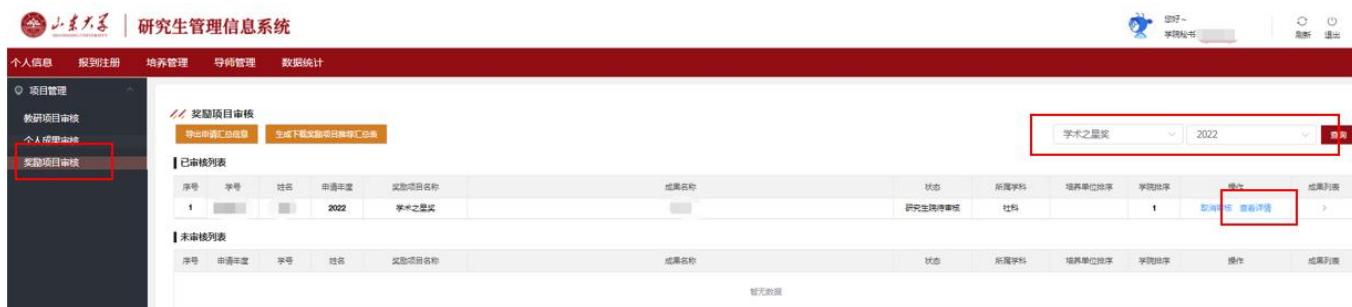 山东大学 研究生管理信息系统 您好~
SHANDONG UNIVERSITY 学院秘书 刷新 退出
个人信息 报到注册 培养管理 导师管理 数据统计
项目管理
教研项目审核 奖励项目审核
个人成果审核 导出申请汇总信息 生成下载奖励项目推荐汇总表 学术之星奖 2022 查询
奖励项目审核 已审核列表
序号 学号 姓名 申请年度 奖励项目名称 成果名称 状态 所属学科 培养单位排序 学院排序 操作 成果列表
1 2022 学术之星奖 研究生院待审核 社科 1 取消审核 查看详情 >
未审核列表
序号 申请年度 学号 姓名 奖励项目名称 成果名称 状态 所属学科 培养单位排序 学院排序 操作 成果列表
暂无数据